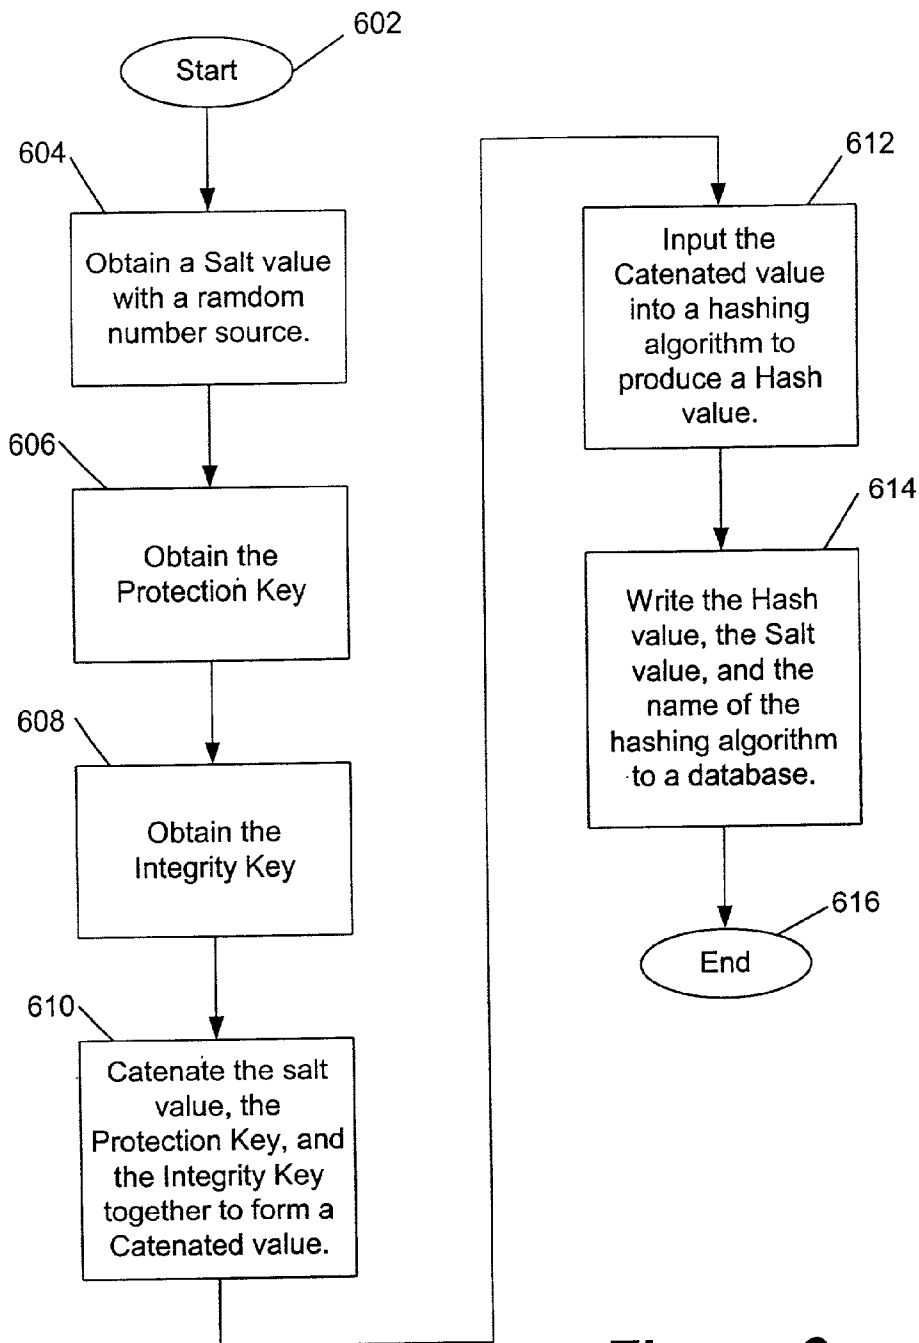 602
Start
604
Obtain a Salt value
with a ramdom
number source.
606
Obtain the
Protection Key
608
Obtain the
Integrity Key
610
Catenate the salt
value, the
Protection Key, and
the Integrity Key
together to form a
Catenated value.
612
Input the
Catenated value
into a hashing
algorithm to
produce a Hash
value.
614
Write the Hash
value, the Salt
value, and the
name of the
hashing algorithm
to a database.
616
End